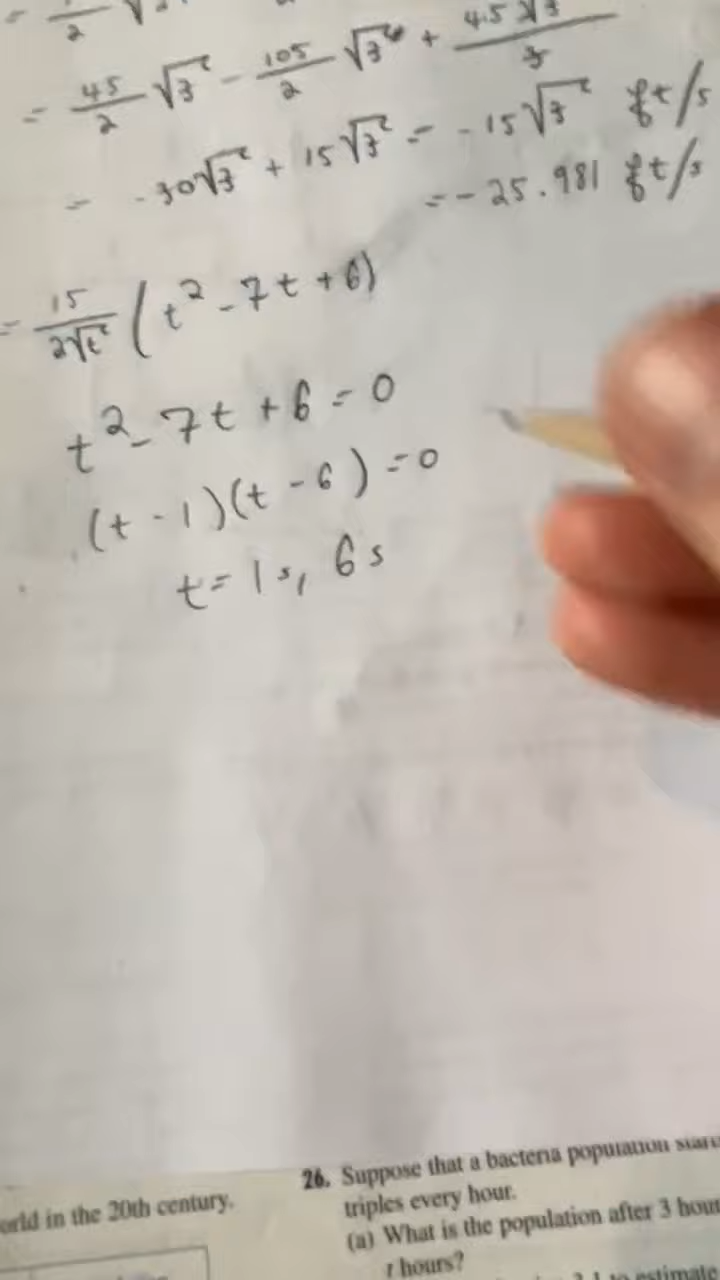 = 45/2 √3 - 105/2 √3 + 45√3/3
= -30√3 + 15√3 = -15√3 ft/s
= -25.981 ft/s
= 15/2√t (t² - 7t + 6)
t² - 7t + 6 = 0
(t - 1)(t - 6) = 0
t = 1s, 6s
26. Suppose that a bacteria population
orld in the 20th century.
triples every hour.
(a) What is the population after 3
t hours?
estimate